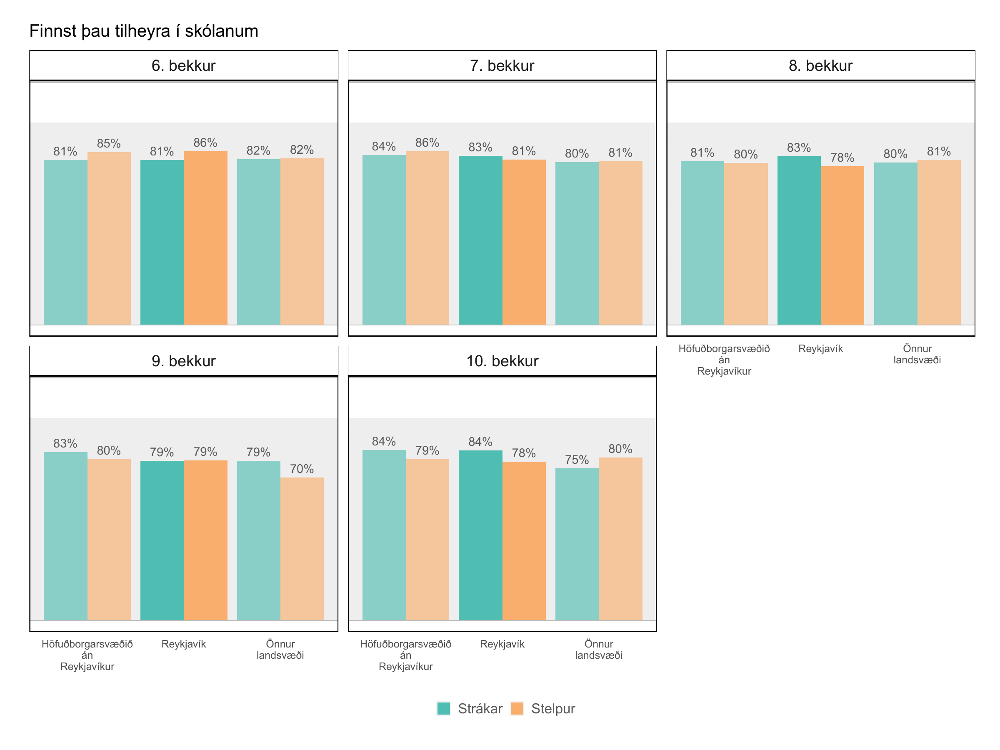 Finnst þau tilheyra í skólanum
6. bekkur
7. bekkur
8. bekkur
81%
85%
81%
86%
82%
82%
84%
86%
83%
81%
80%
81%
81%
80%
83%
78%
80%
81%
Höfuðborgarsvæðið
án
Reykjavíkur
Reykjavík
Önnur
landsvæði
9. bekkur
10. bekkur
83%
80%
79%
79%
79%
70%
84%
79%
84%
78%
75%
80%
Höfuðborgarsvæðið
án
Reykjavíkur
Reykjavík
Önnur
landsvæði
Höfuðborgarsvæðið
án
Reykjavíkur
Reykjavík
Önnur
landsvæði
Strákar
Stelpur